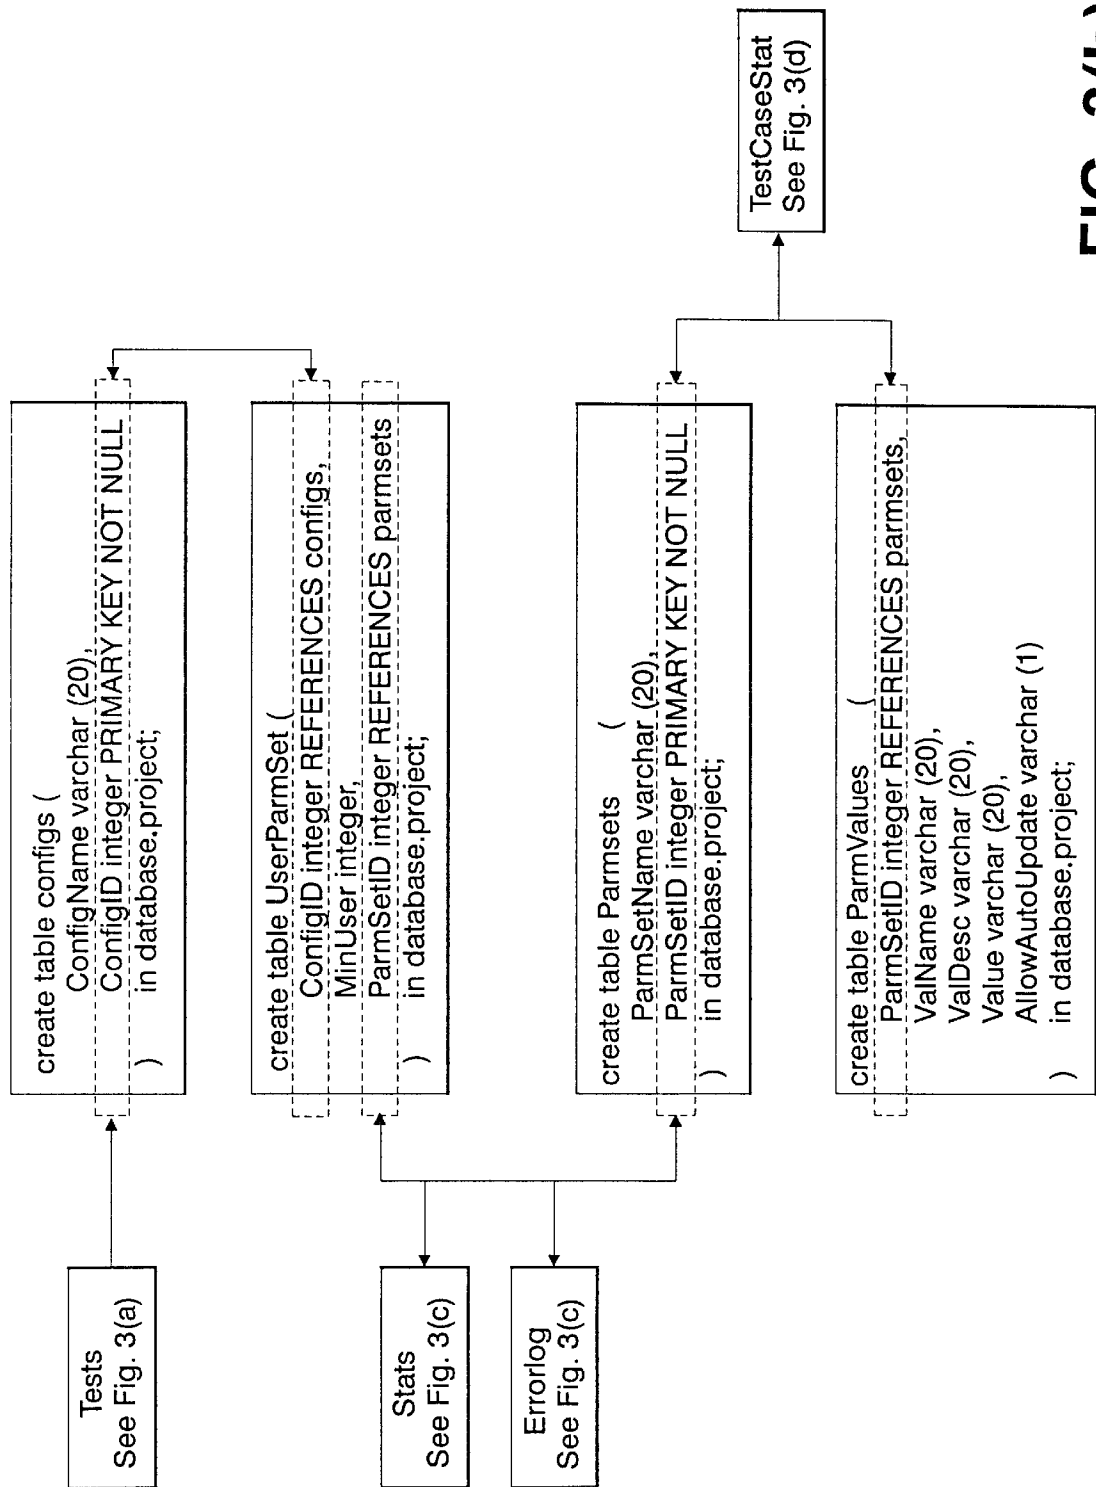 Tests
See Fig. 3(a)
Stats
See Fig. 3(c)
Errorlog
See Fig. 3(c)
create table configs (
ConfigName varchar (20),
ConfigID integer PRIMARY KEY NOT NULL
in database.project;
)
create table UserParmSet (
ConfigID integer REFERENCES configs,
MinUser integer,
ParmSetID integer REFERENCES parmsets
in database.project;
)
create table Parmsets (
ParmSetName varchar (20),
ParmSetID integer PRIMARY KEY NOT NULL
in database.project;
)
create table ParmValues (
ParmSetID integer REFERENCES parmsets,
ValName varchar (20),
ValDesc varchar (20),
Value varchar (20),
AllowAutoUpdate varchar (1)
in database.project;
)
TestCaseStat
See Fig. 3(d)
FIG. 3(b)